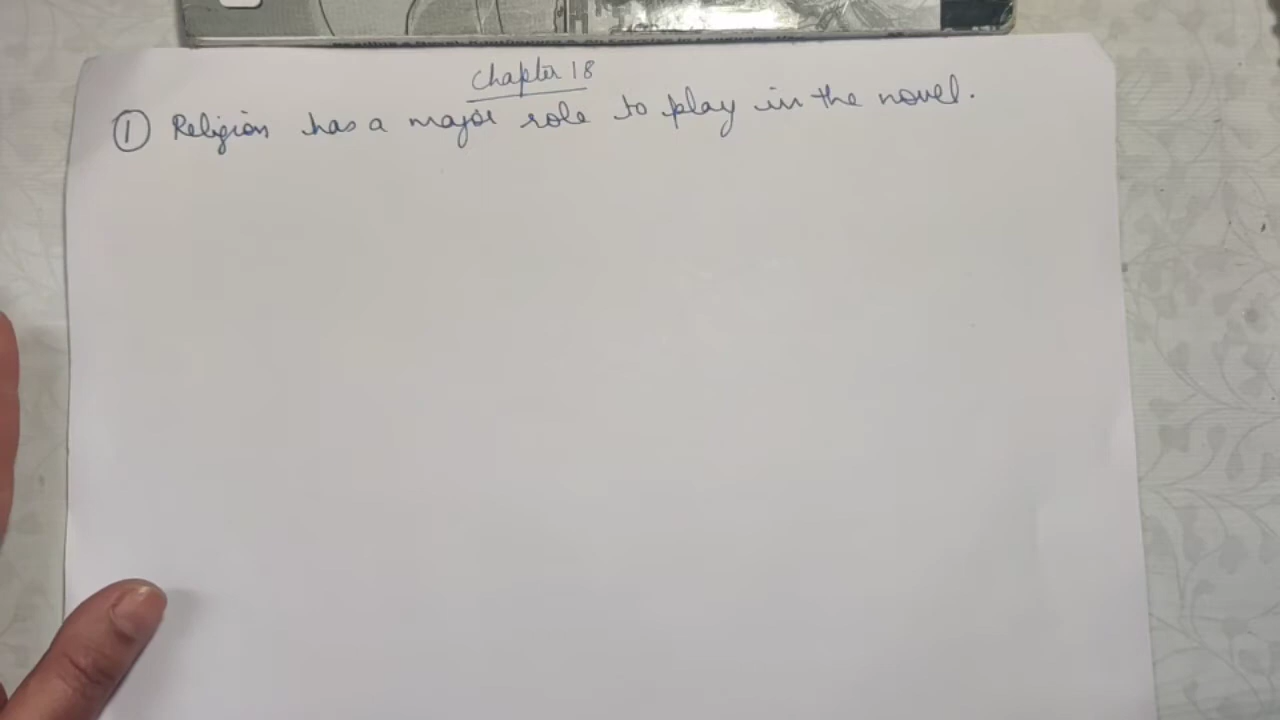 Chapter 18
① Religion has a major role to play in the novel.